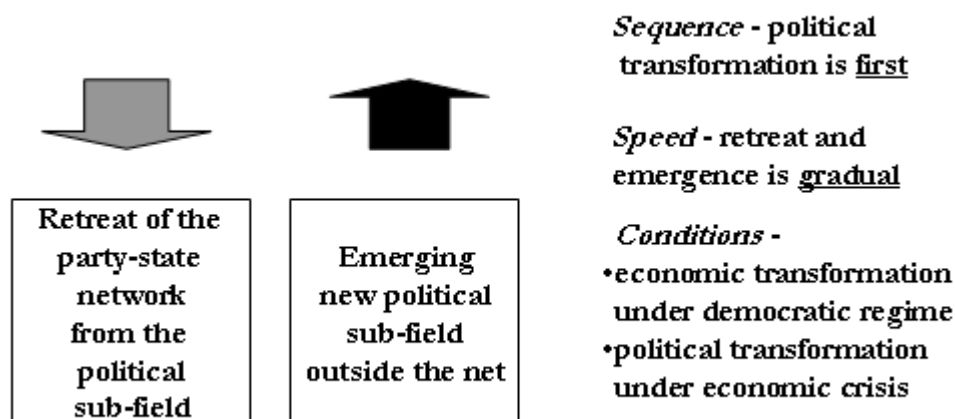 Retreat of the
party-state
network
from the
political
sub-field
Emerging
new political
sub-field
outside the net
Sequence - political
transformation is first
Speed - retreat and
emergence is gradual
Conditions -
•economic transformation
under democratic regime
•political transformation
under economic crisis